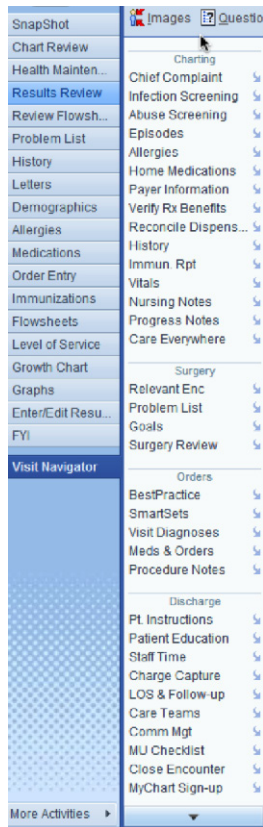 SnapShot
Chart Review
Health Mainten...
Results Review
Review Flowsh...
Problem List
History
Letters
Demographics
Allergies
Medications
Order Entry
Immunizations
Flowsheets
Level of Service
Growth Chart
Graphs
Enter/Edit Resu...
FYI
Visit Navigator
More Activities
Images Questio
Charting
Chief Complaint
Infection Screening
Abuse Screening
Episodes
Allergies
Home Medications
Payer Information
Verify Rx Benefits
Reconcile Dispens...
History
Immun. Rpt
Vitals
Nursing Notes
Progress Notes
Care Everywhere
Surgery
Relevant Enc
Problem List
Goals
Surgery Review
Orders
BestPractice
SmartSets
Visit Diagnoses
Meds & Orders
Procedure Notes
Discharge
Pt. Instructions
Patient Education
Staff Time
Charge Capture
LOS & Follow-up
Care Teams
Comm Mgt
MU Checklist
Close Encounter
MyChart Sign-up